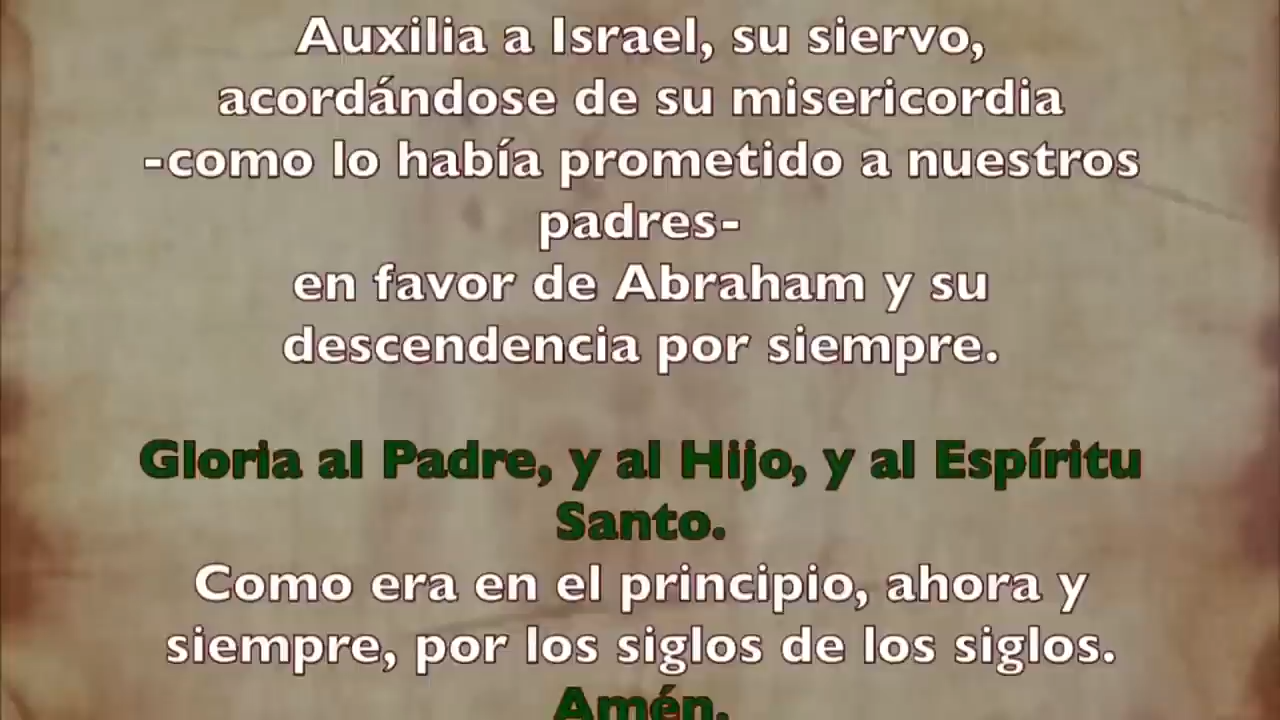 Auxilia a Israel, su siervo,
acordándose de su misericordia
-como lo había prometido a nuestros
padres-
en favor de Abraham y su
descendencia por siempre.
Gloria al Padre, y al Hijo, y al Espíritu
Santo.
Como era en el principio, ahora y
siempre, por los siglos de los siglos.
Amén.